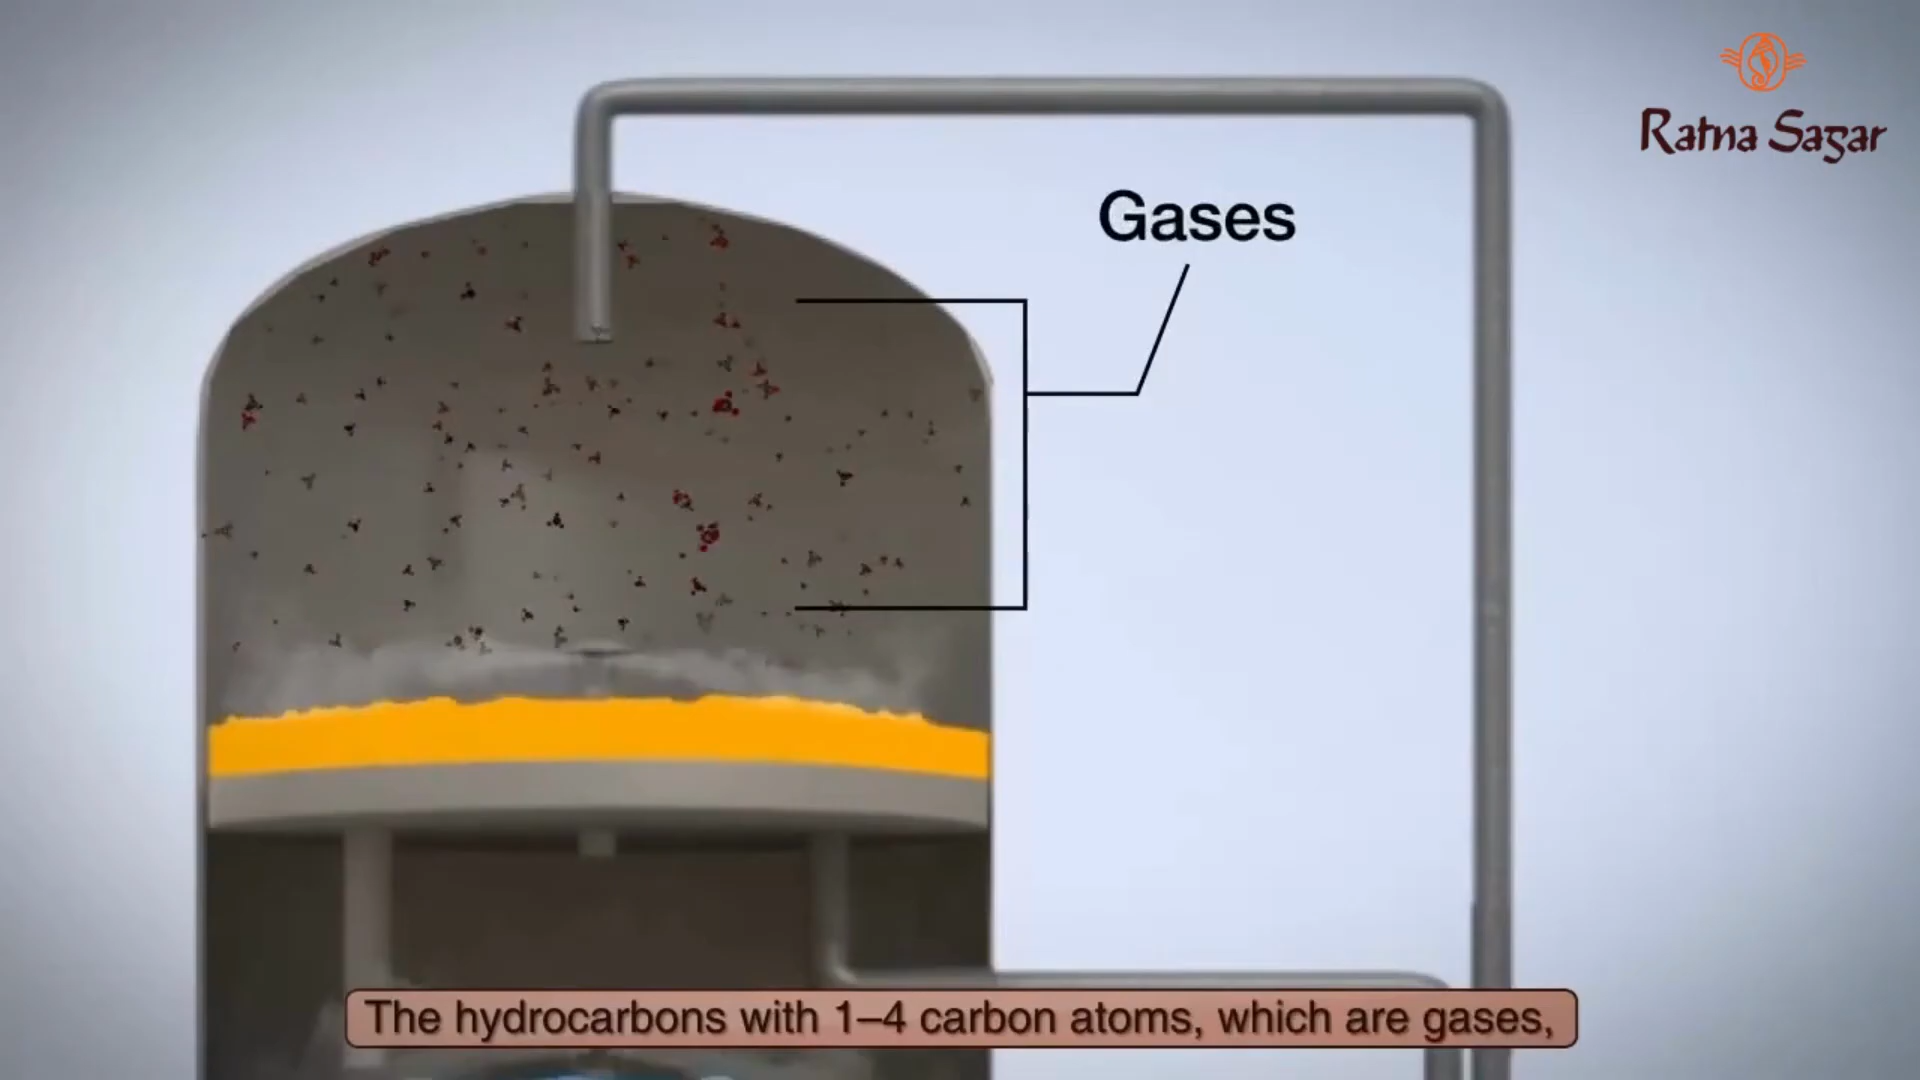 Ratna Sagar
Gases
The hydrocarbons with 1–4 carbon atoms, which are gases,